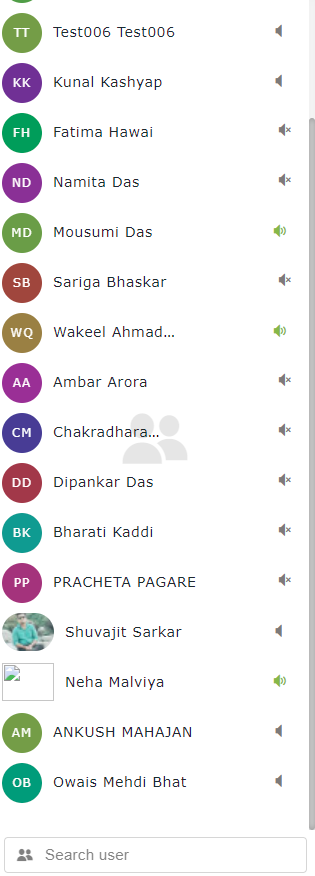 TT Test006 Test006
KK Kunal Kashyap
FH Fatima Hawai
ND Namita Das
MD Mousumi Das
SB Sariga Bhaskar
WQ Wakeel Ahmad...
AA Ambar Arora
CM Chakradhara...
DD Dipankar Das
BK Bharati Kaddi
PP PRACHETA PAGARE
Shuvajit Sarkar
Neha Malviya
AM ANKUSH MAHAJAN
OB Owais Mehdi Bhat
Search user